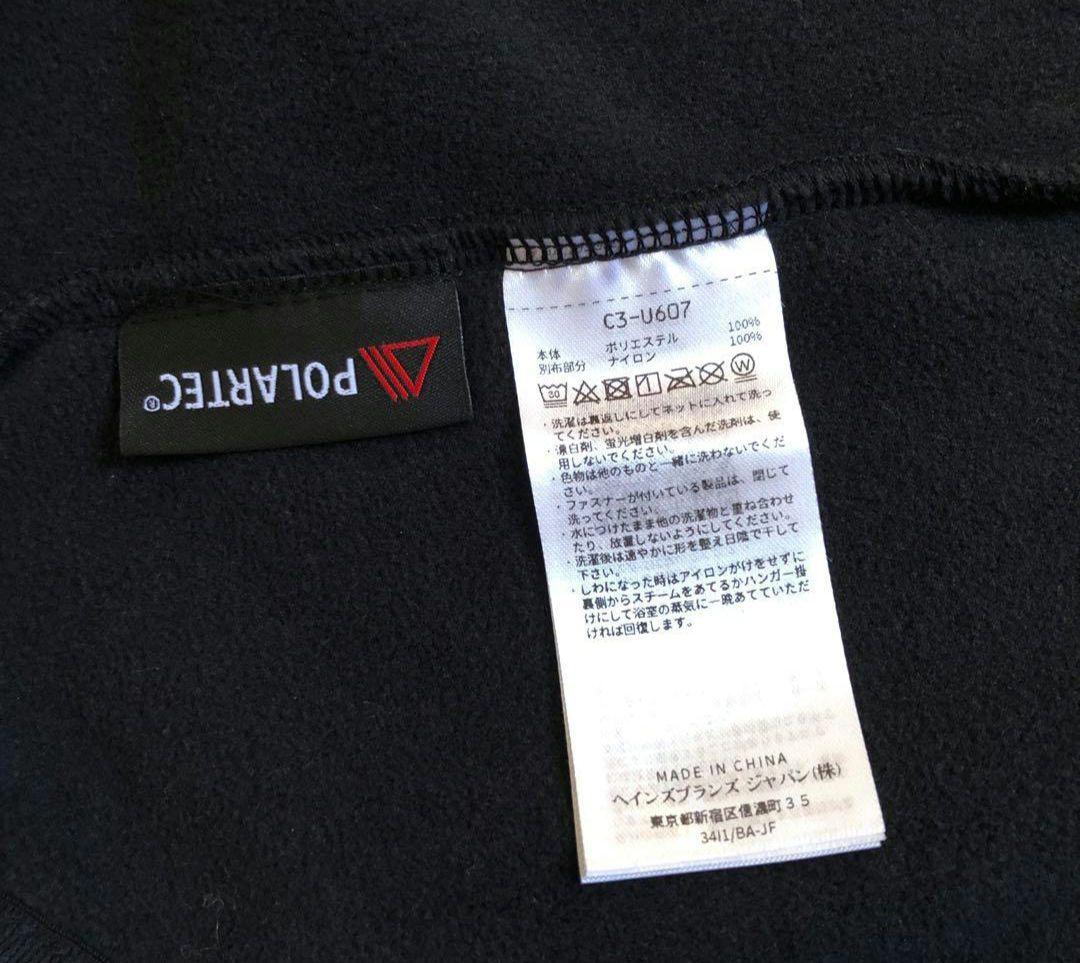 POLARTEC®
C3-U607
本体 ポリエステル 100%
別布部分 ナイロン 100%
30 W
・洗濯は裏返しにしてネットに入れて洗っ
てください。
・漂白剤、蛍光増白剤を含んだ洗剤は、使
用しないでください。
・色物は他のものと一緒に洗わないでくだ
さい。
・ファスナーが付いている製品は、閉じて
洗ってください。
・水につけたまま他の洗濯物と重ね合わせ
たり、放置しないようにしてください。
・洗濯後は速やかに形を整え日陰で干して
下さい。
・しわになった時はアイロンがけをせずに
裏側からスチームをあてるかハンガー掛
けにして浴室の蒸気に一晩あてていただ
ければ回復します。
MADE IN CHINA
ヘインズブランズ ジャパン(株)
東京都新宿区信濃町35
34I1/BA-JF